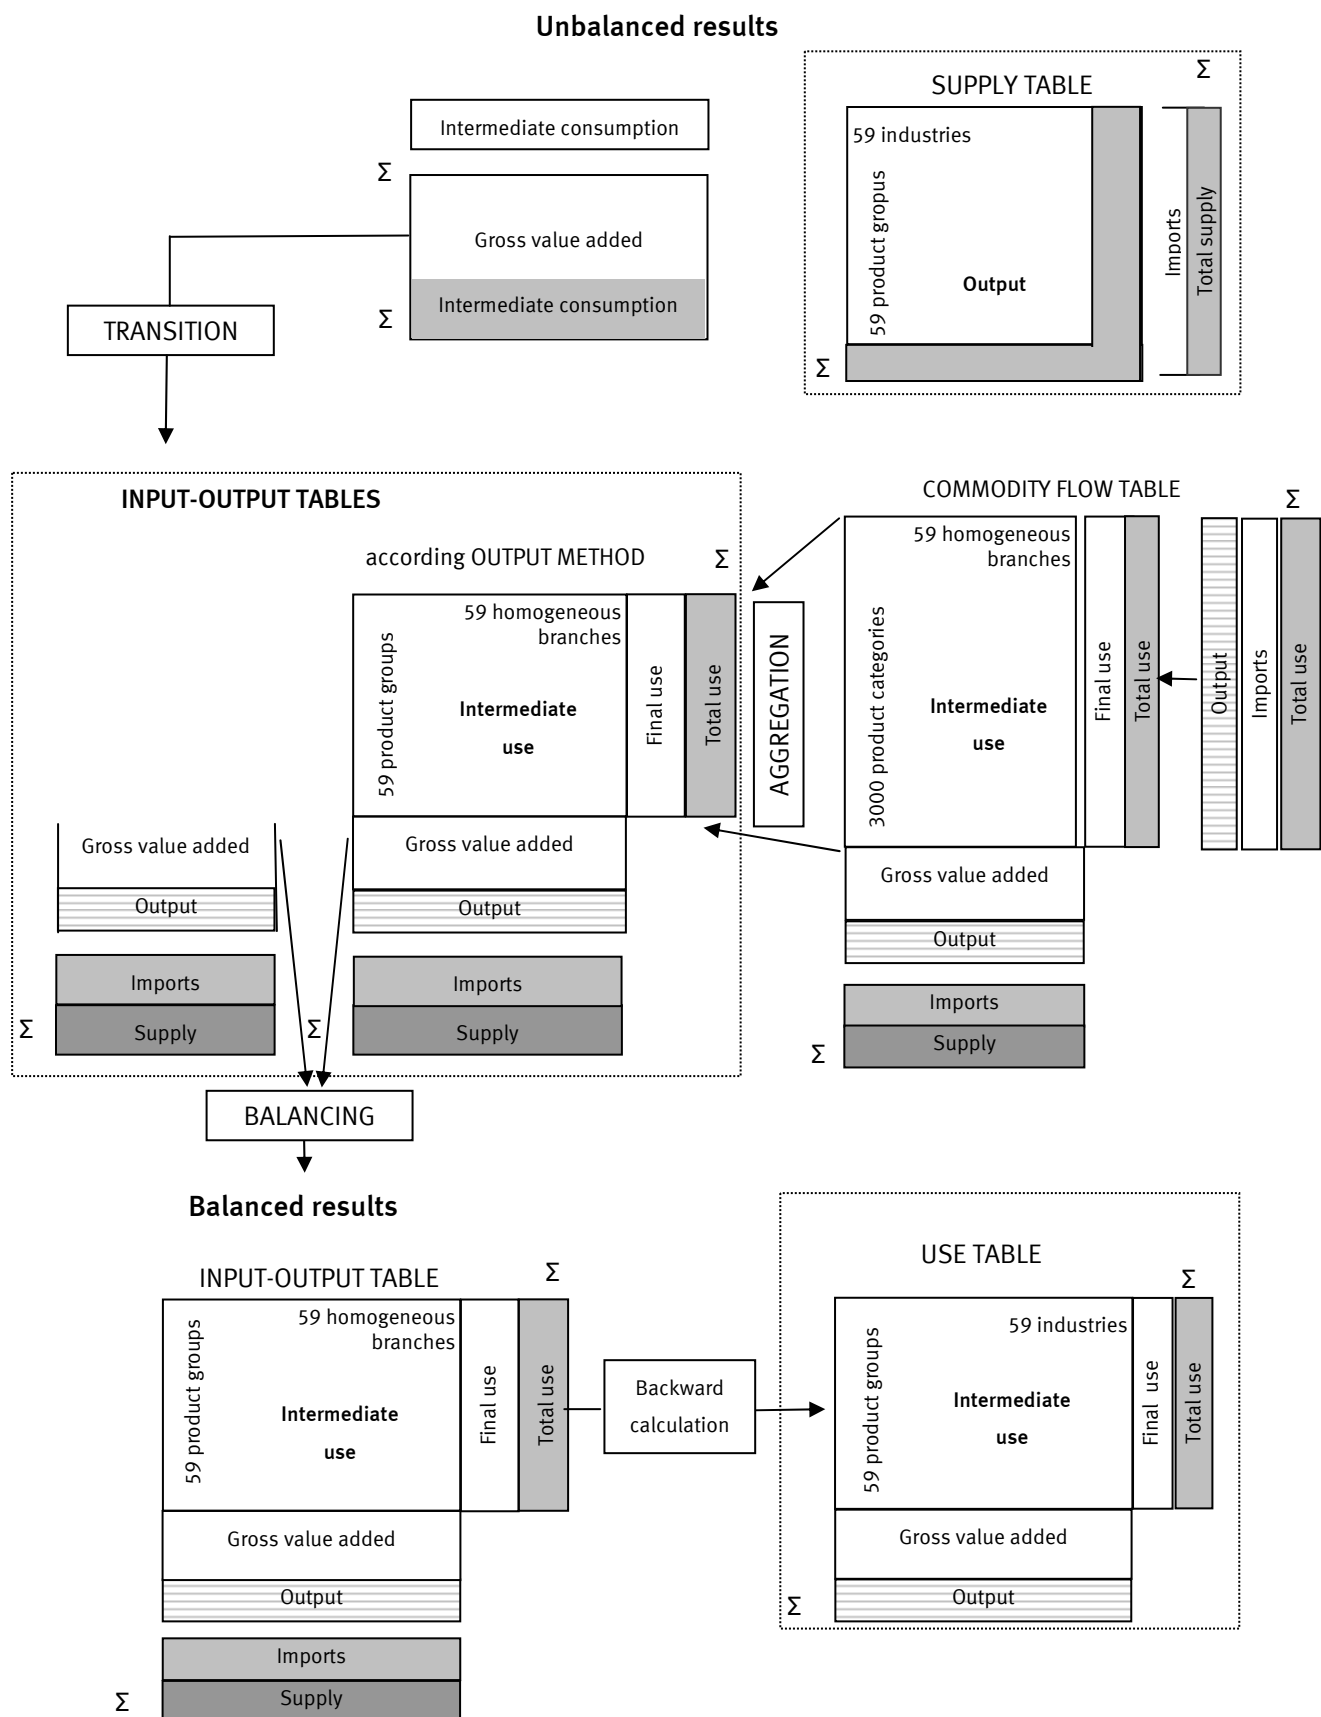 Unbalanced results
Intermediate consumption
Σ
Gross value added
Intermediate consumption
Σ
TRANSITION
Σ
SUPPLY TABLE
59 industries
59 product gropus
Output
Imports
Total supply
Σ
INPUT-OUTPUT TABLES
according OUTPUT METHOD
Σ
59 homogeneous
branches
59 product groups
Intermediate
use
Final use
Total use
Gross value added
Output
Imports
Σ
Supply
Gross value added
Output
Imports
Σ
Supply
AGGREGATION
COMMODITY FLOW TABLE
Σ
59 homogeneous
branches
3000 product categories
Intermediate
use
Final use
Total use
Output
Imports
Total use
Gross value added
Output
Imports
Σ
Supply
BALANCING
Balanced results
INPUT-OUTPUT TABLE
Σ
59 homogeneous
branches
59 product groups
Intermediate
use
Final use
Total use
Gross value added
Output
Imports
Σ
Supply
Backward
calculation
USE TABLE
Σ
59 industries
59 product groups
Intermediate
use
Final use
Total use
Gross value added
Σ
Output